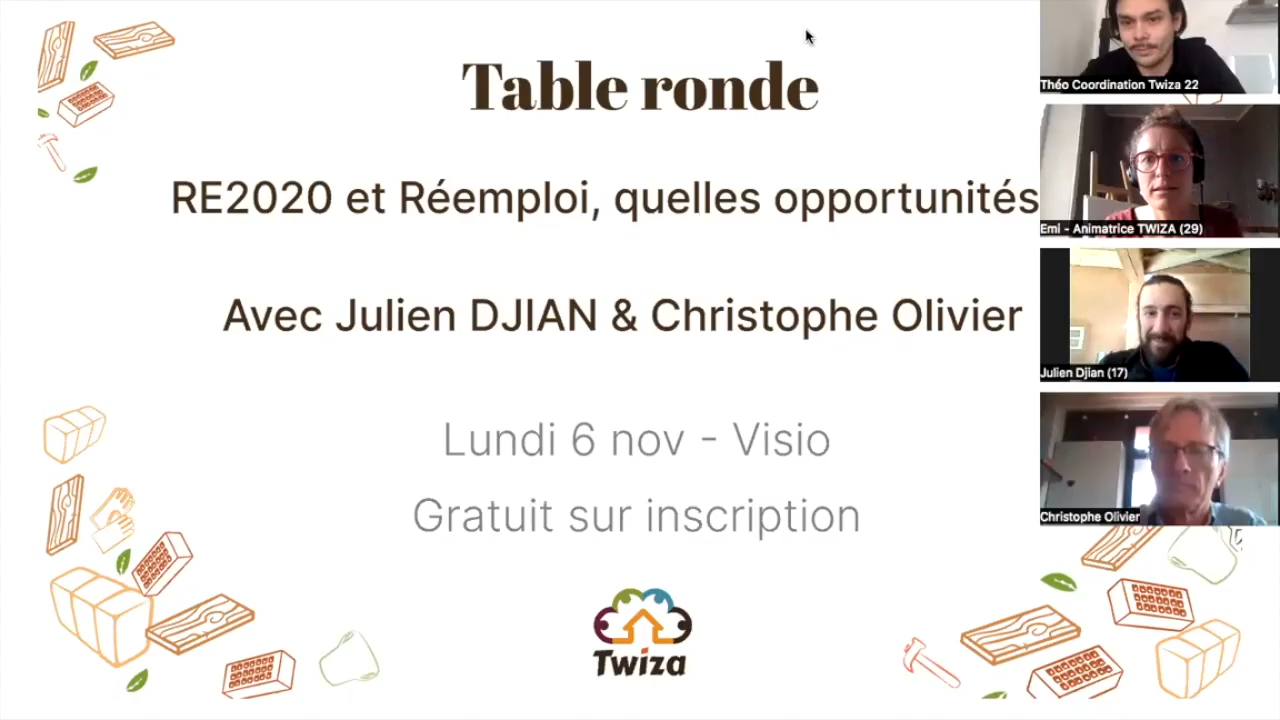 Table ronde
RE2020 et Réemploi, quelles opportunités
Avec Julien DJIAN & Christophe Olivier
Lundi 6 nov - Visio
Gratuit sur inscription
Twiza
Théo Coordination Twiza 22
Emi - Animatrice TWIZA (29)
Julien Djian (17)
Christophe Olivier